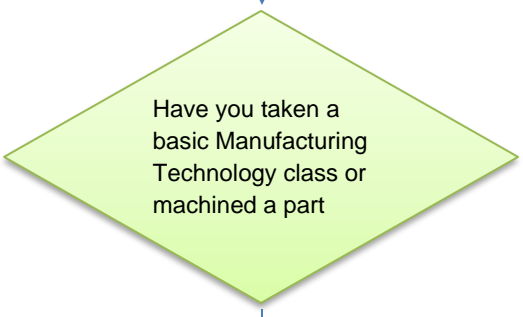 Have you taken a
basic Manufacturing
Technology class or
machined a part